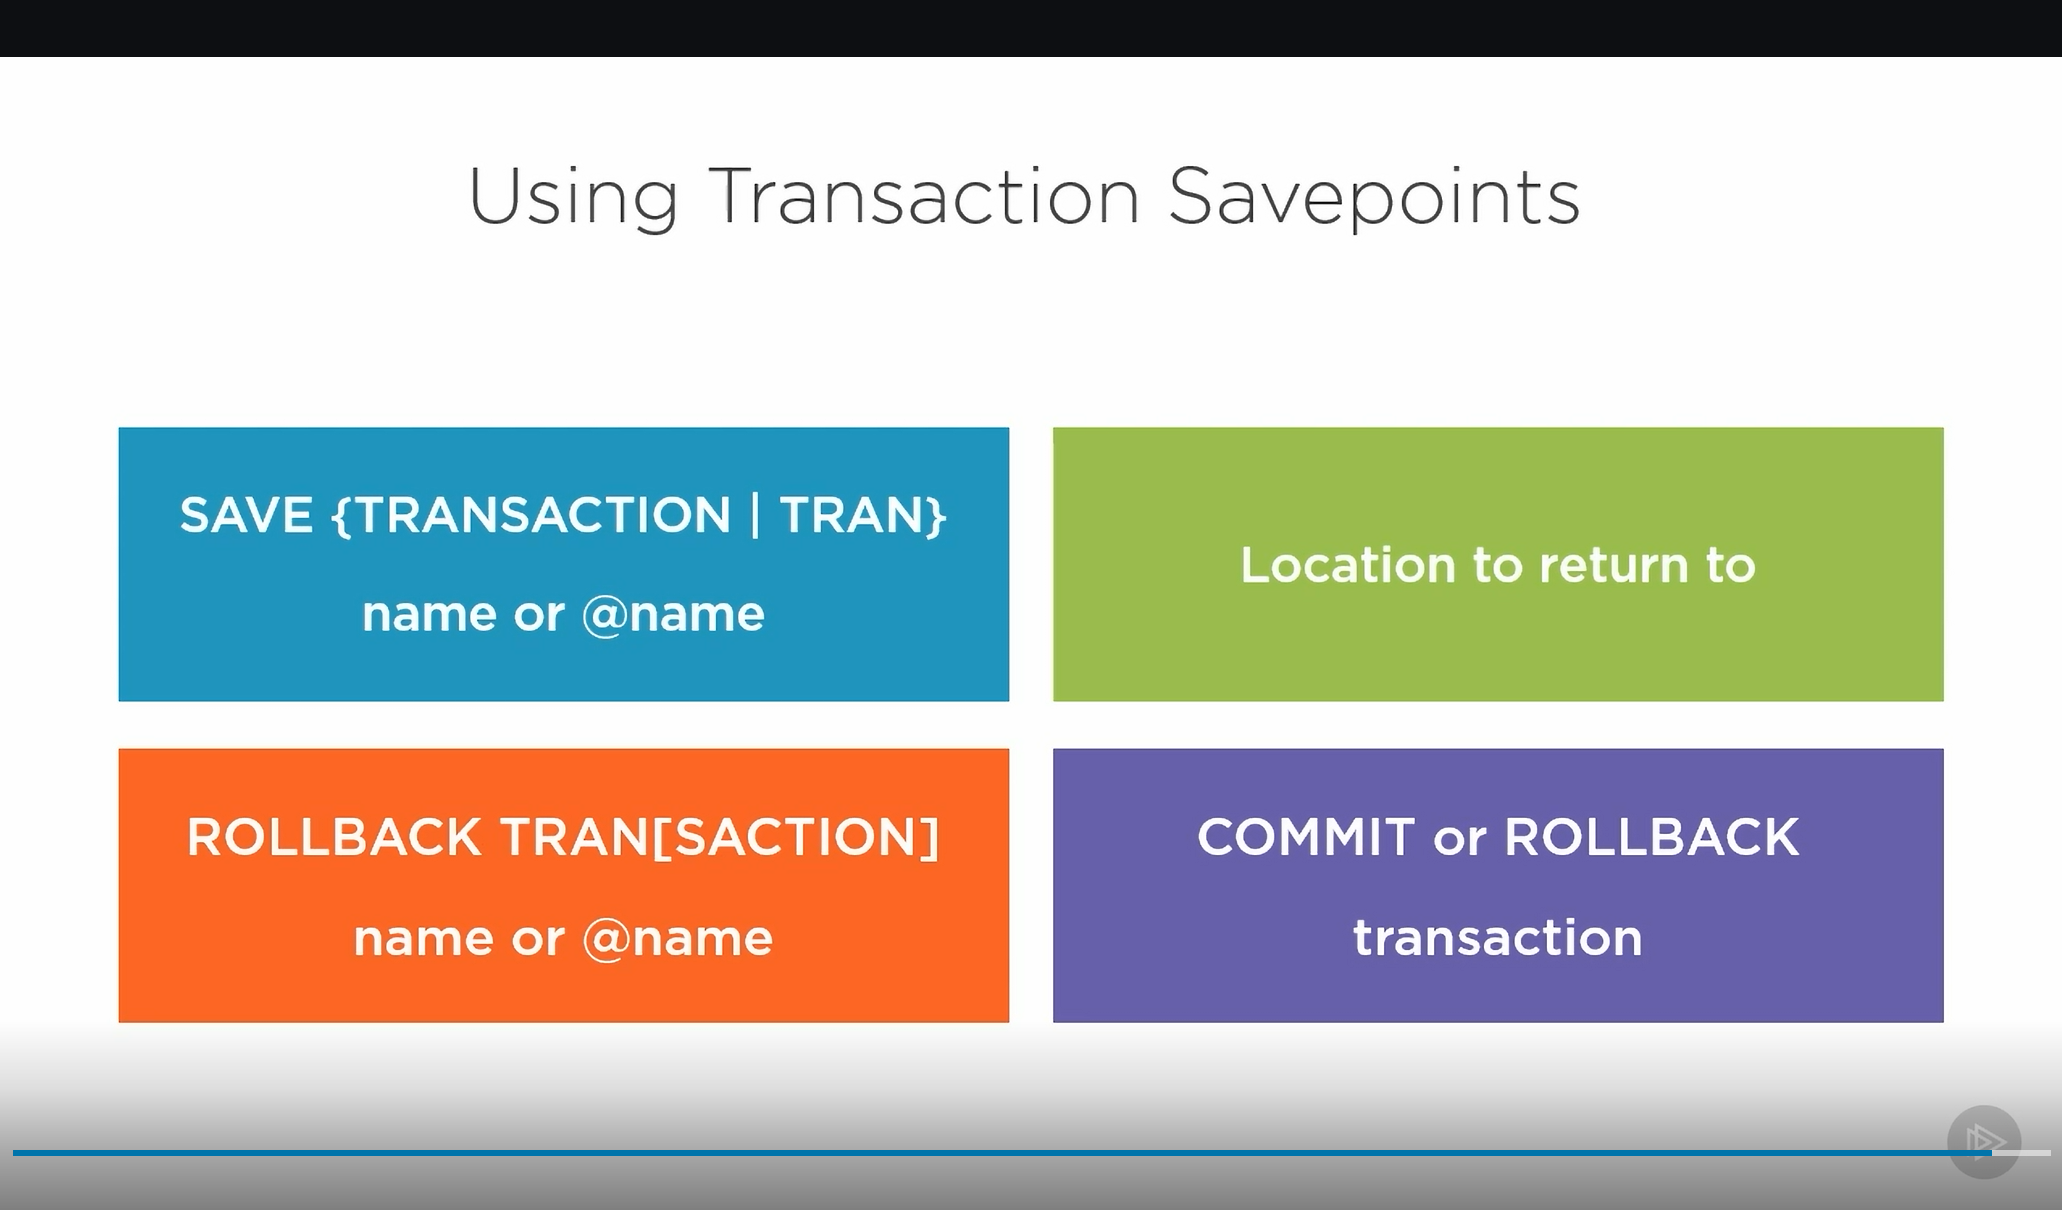 Using Transaction Savepoints
SAVE {TRANSACTION | TRAN}
name or @name
Location to return to
ROLLBACK TRAN[SACTION]
name or @name
COMMIT or ROLLBACK
transaction